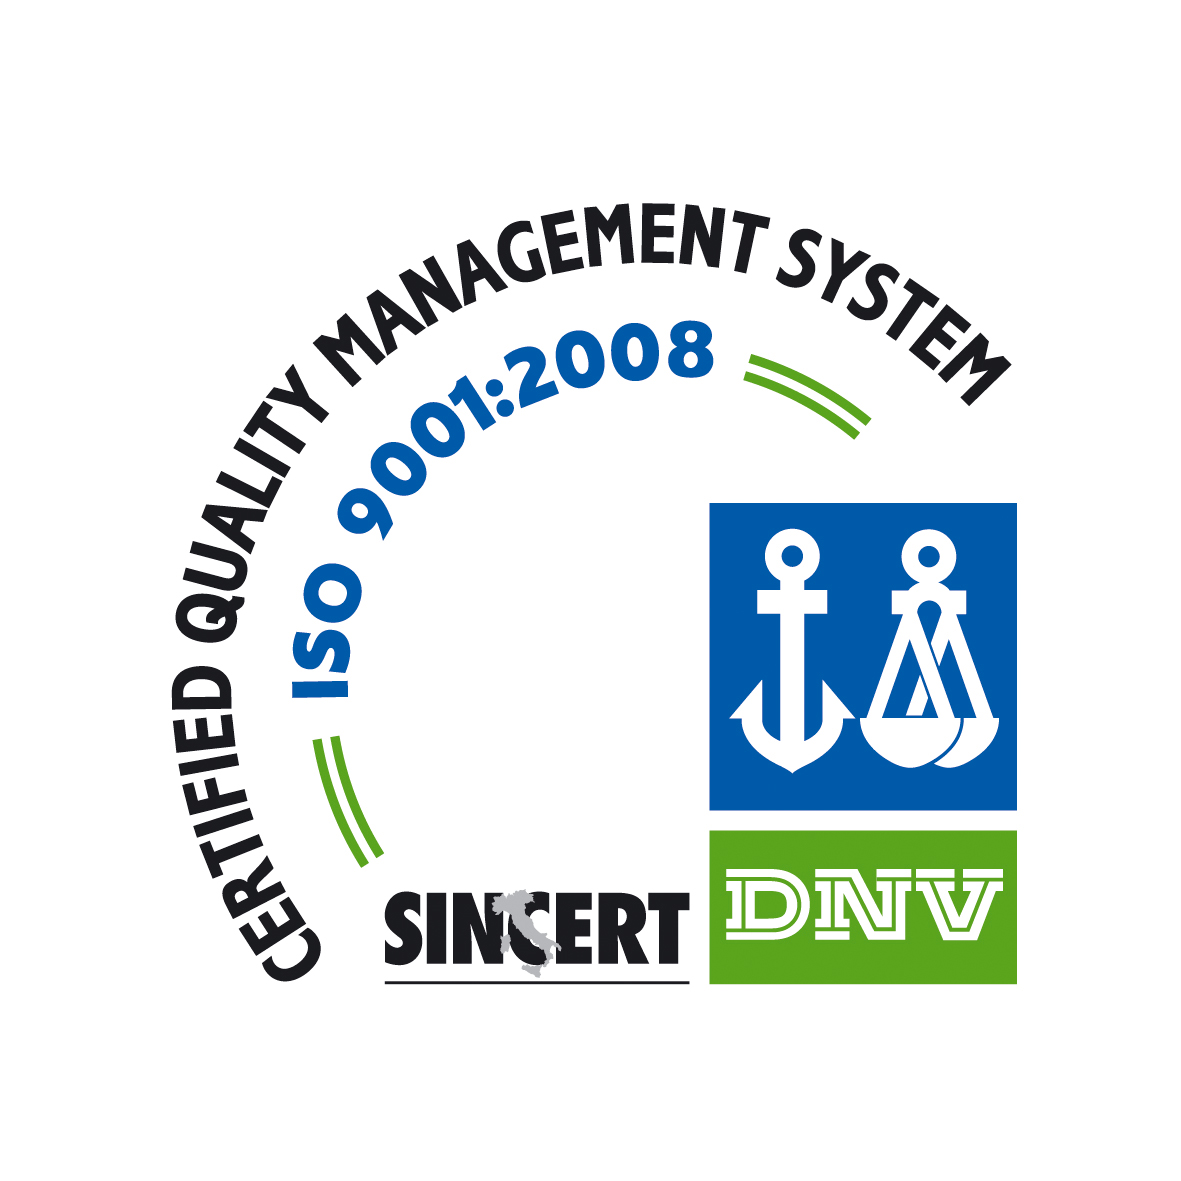 CERTIFIED QUALITY MANAGEMENT SYSTEM
ISO 9001:2008
SINCERT
DNV